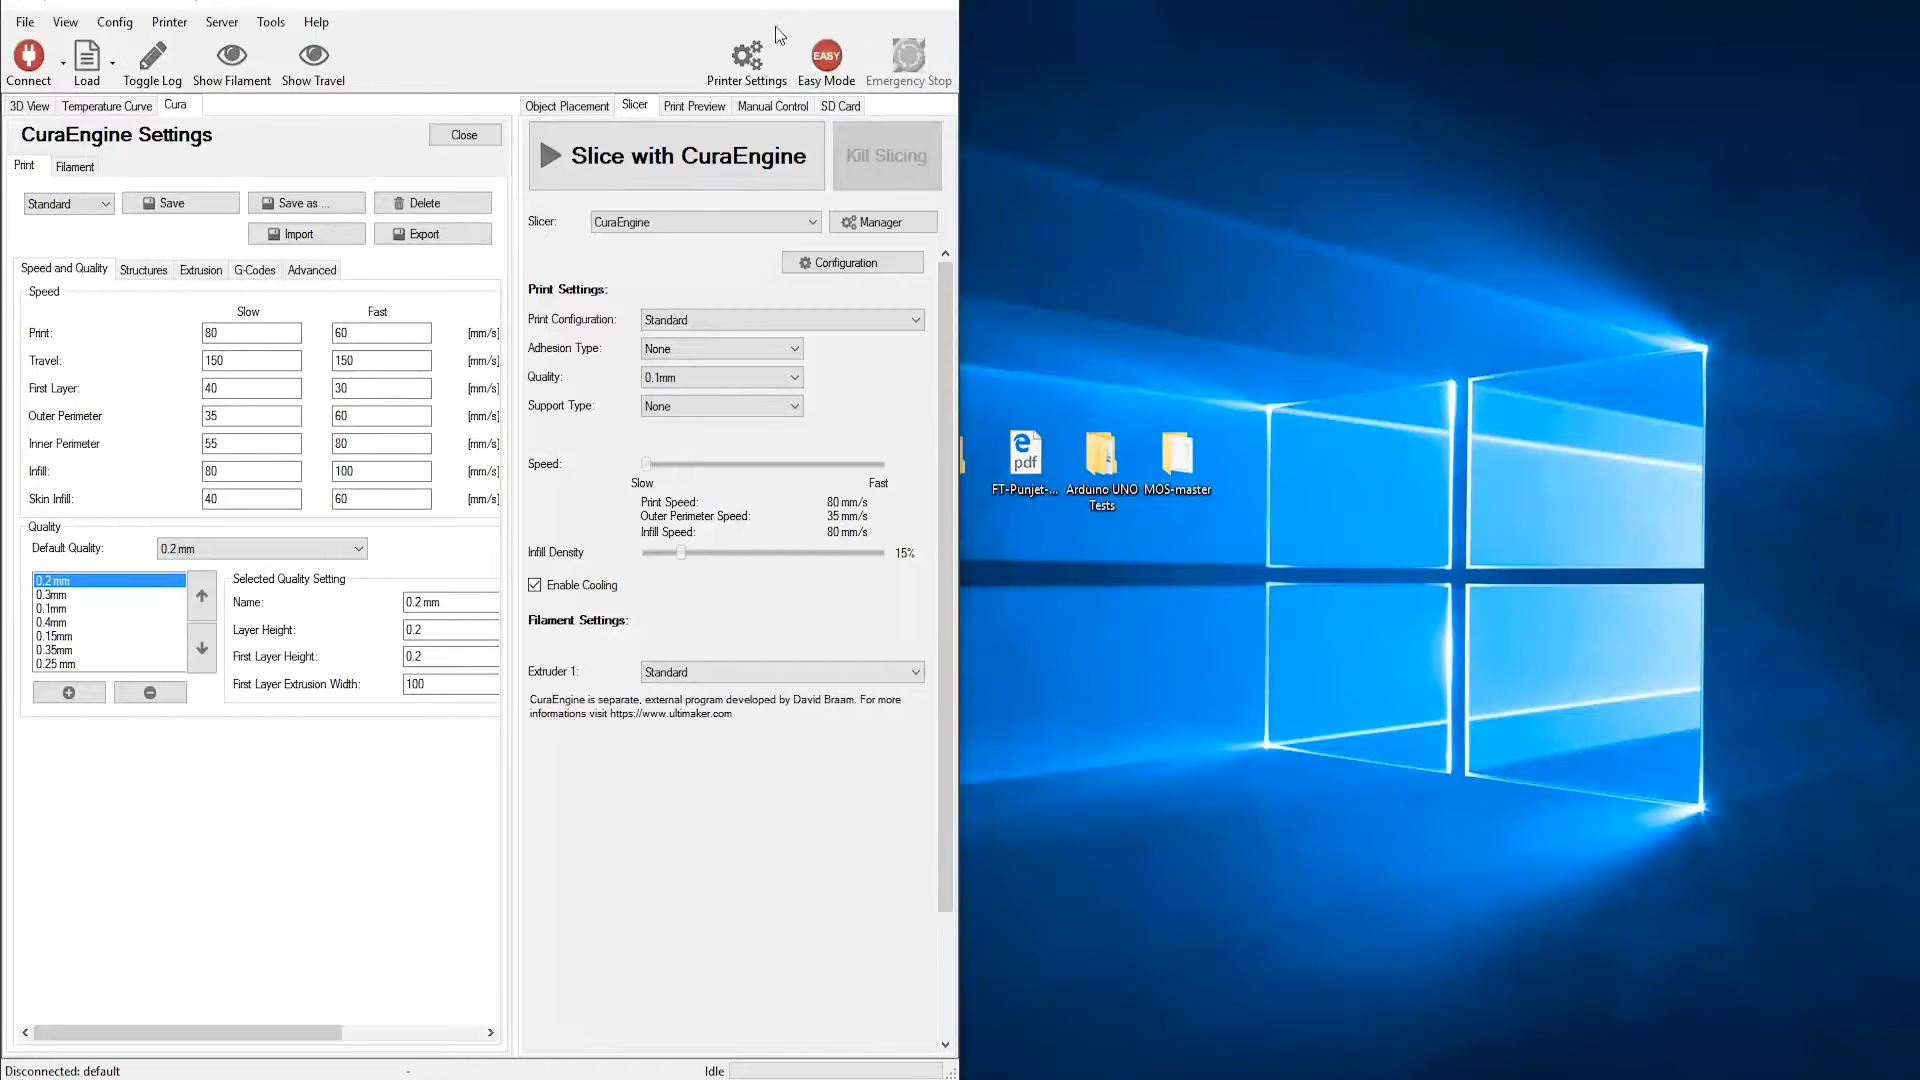 File View Config Printer Server Tools Help
Connect Load Toggle Log Show Filament Show Travel Printer Settings EASY Easy Mode Emergency Stop
3D View Temperature Curve Cura
CuraEngine Settings Close
Print Filament
Standard Save Save as ... Delete
Import Export
Speed and Quality Structures Extrusion G-Codes Advanced
Speed
Slow Fast
Print: 80 60 [mm/s]
Travel: 150 150 [mm/s]
First Layer: 40 30 [mm/s]
Outer Perimeter 35 60 [mm/s]
Inner Perimeter 55 80 [mm/s]
Infill: 80 100 [mm/s]
Skin Infill: 40 60 [mm/s]
Quality
Default Quality: 0.2 mm
0.2 mm
0.3mm
0.1mm
0.4mm
0.15mm
0.35mm
0.25 mm
Selected Quality Setting
Name: 0.2 mm
Layer Height: 0.2
First Layer Height: 0.2
First Layer Extrusion Width: 100
Object Placement Slicer Print Preview Manual Control SD Card
Slice with CuraEngine Kill Slicing
Slicer: CuraEngine Manager
Configuration
Print Settings:
Print Configuration: Standard
Adhesion Type: None
Quality: 0.1mm
Support Type: None
Speed:
Slow Fast
Print Speed: 80 mm/s
Outer Perimeter Speed: 35 mm/s
Infill Speed: 80 mm/s
Infill Density 15%
Enable Cooling
Filament Settings:
Extruder 1: Standard
CuraEngine is separate, external program developed by David Braam. For more
informations visit https://www.ultimaker.com
Disconnected: default - Idle
pdf
FT-Punjet-... Arduino UNO MOS-master
Tests